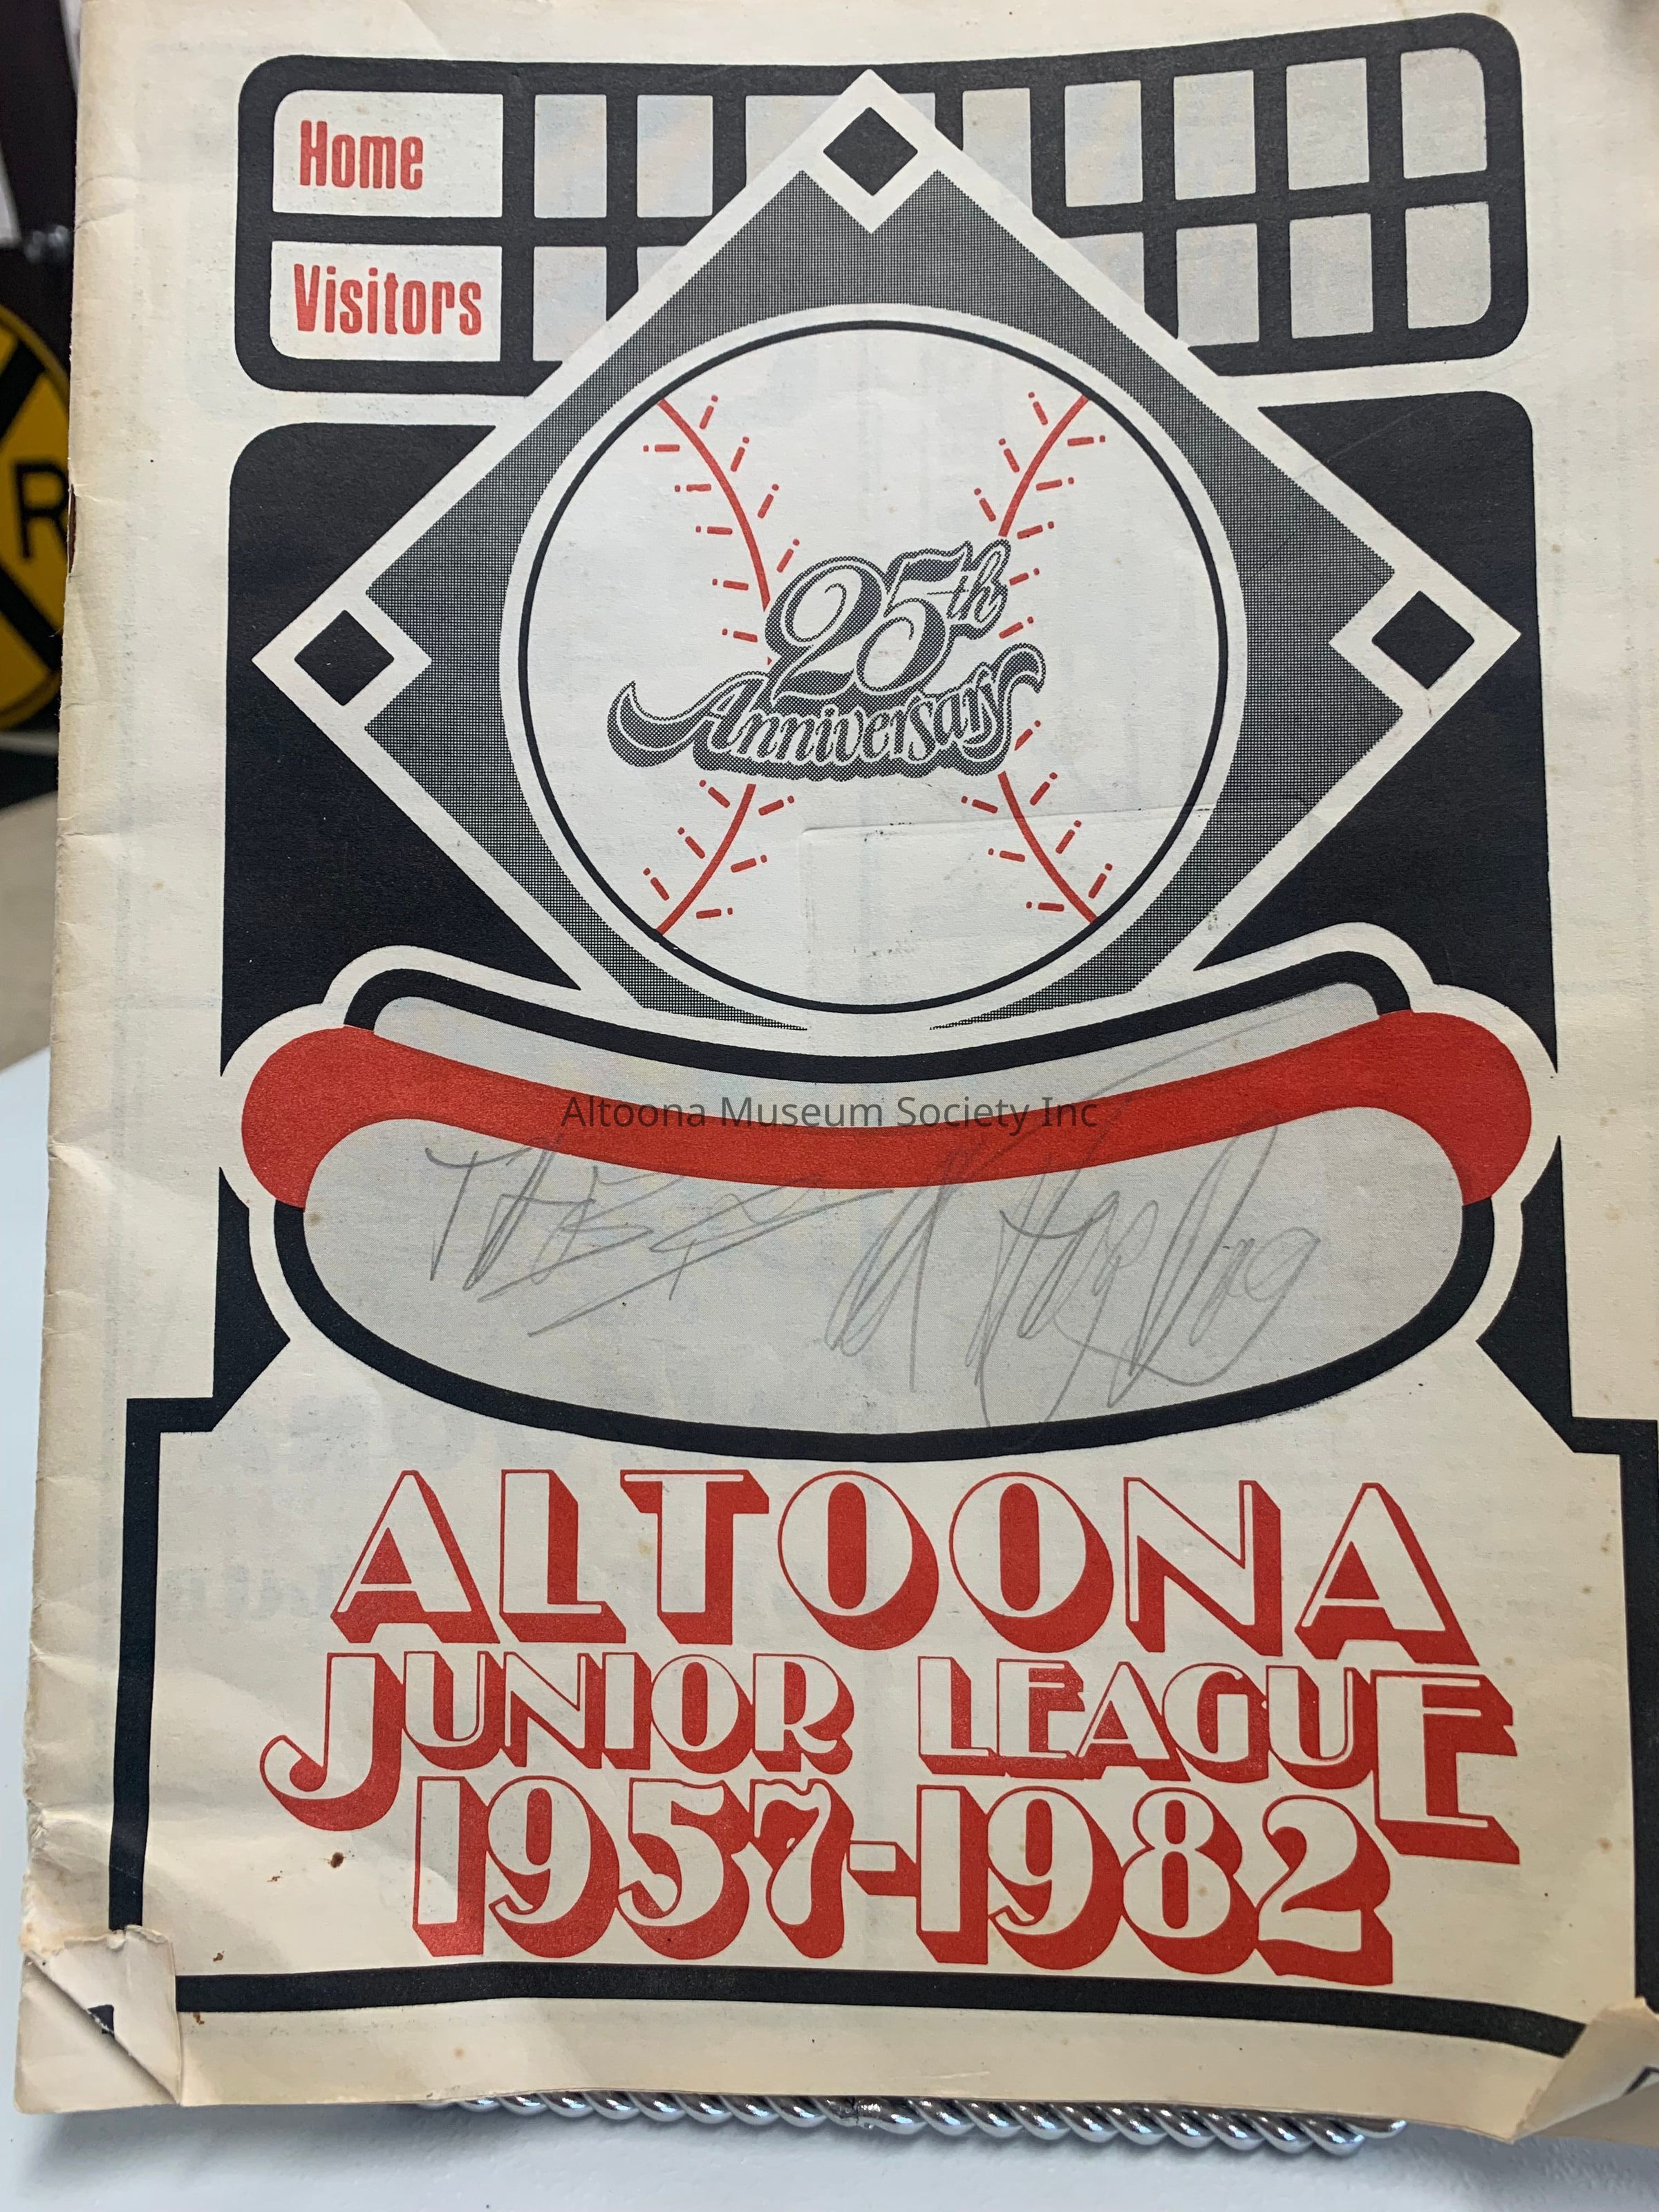 Home
Visitors
R
25th
Anniversary
Altoona Museum Society Inc
ALTOONA
JUNIOR LEAGUE
1957-1982